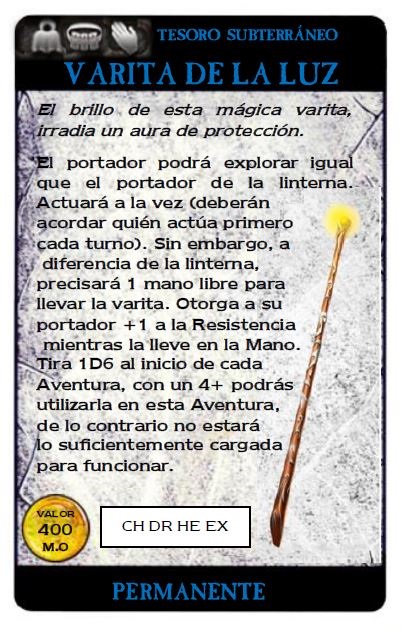 TESORO SUBTERRÁNEO
VARITA DE LA LUZ
El brillo de esta mágica varita,
irradia un aura de protección.
El portador podrá explorar igual
que el portador de la linterna.
Actuará a la vez (deberán
acordar quién actúa primero
cada turno). Sin embargo, a
diferencia de la linterna,
precisará 1 mano libre para
llevar la varita. Otorga a su
portador +1 a la Resistencia
mientras la lleve en la Mano.
Tira 1D6 al inicio de cada
Aventura, con un 4+ podrás
utilizarla en esta Aventura,
de lo contrario no estará
lo suficientemente cargada
para funcionar.
VALOR
400
M.O
CH DR HE EX
PERMANENTE